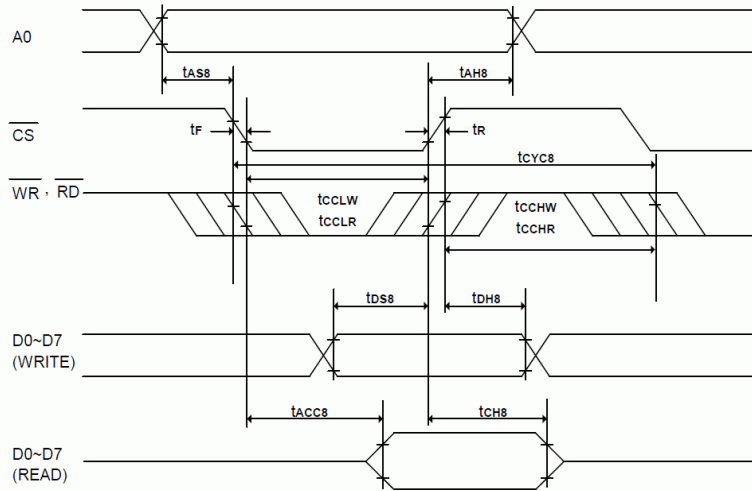 A0
tAS8
tAH8
CS
tF
tR
tCYC8
WR , RD
tCCLW
tCCLR
tCCHW
tCCHR
tDS8
tDH8
D0~D7
(WRITE)
tACC8
tCH8
D0~D7
(READ)